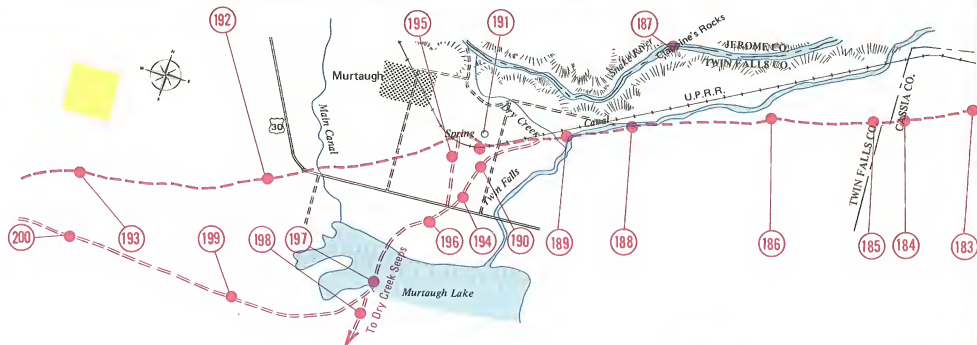 192
195
191
187
Claudine's Rocks
Snake River
JEROME CO.
TWIN FALLS CO.
Murtaugh
U.P.R.R.
CASSIA CO.
TWIN FALLS CO.
30
Main Canal
Spring
Dry Creek
Canal
Twin Falls
N
S
200
193
199
198
197
196
194
190
189
188
186
185
184
183
To Dry Creek Seeps
Murtaugh Lake